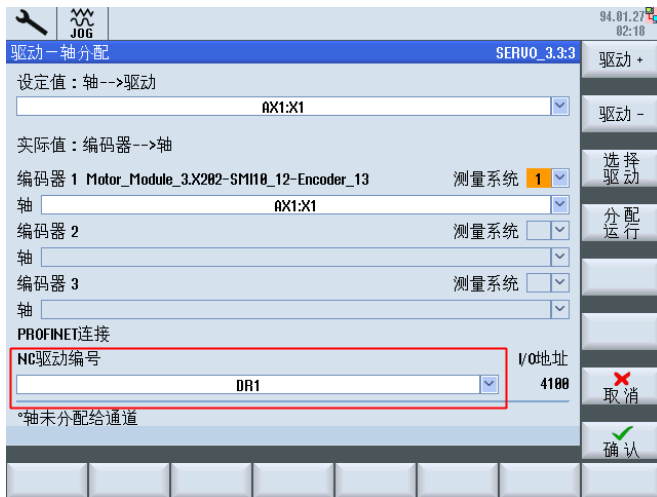 JOG
94.01.27
02:18
驱动一轴分配 SERVO_3.3:3
驱动 +
设定值：轴-->驱动
AX1:X1
驱动 -
实际值：编码器-->轴
选择
驱动
编码器 1 Motor_Module_3.X202-SMI10_12-Encoder_13 测量系统 1
轴 AX1:X1
分配
运行
编码器 2 测量系统
轴
编码器 3 测量系统
轴
PROFINET连接
NC驱动编号 I/O地址
DR1 4100
取消
°轴未分配给通道
确认